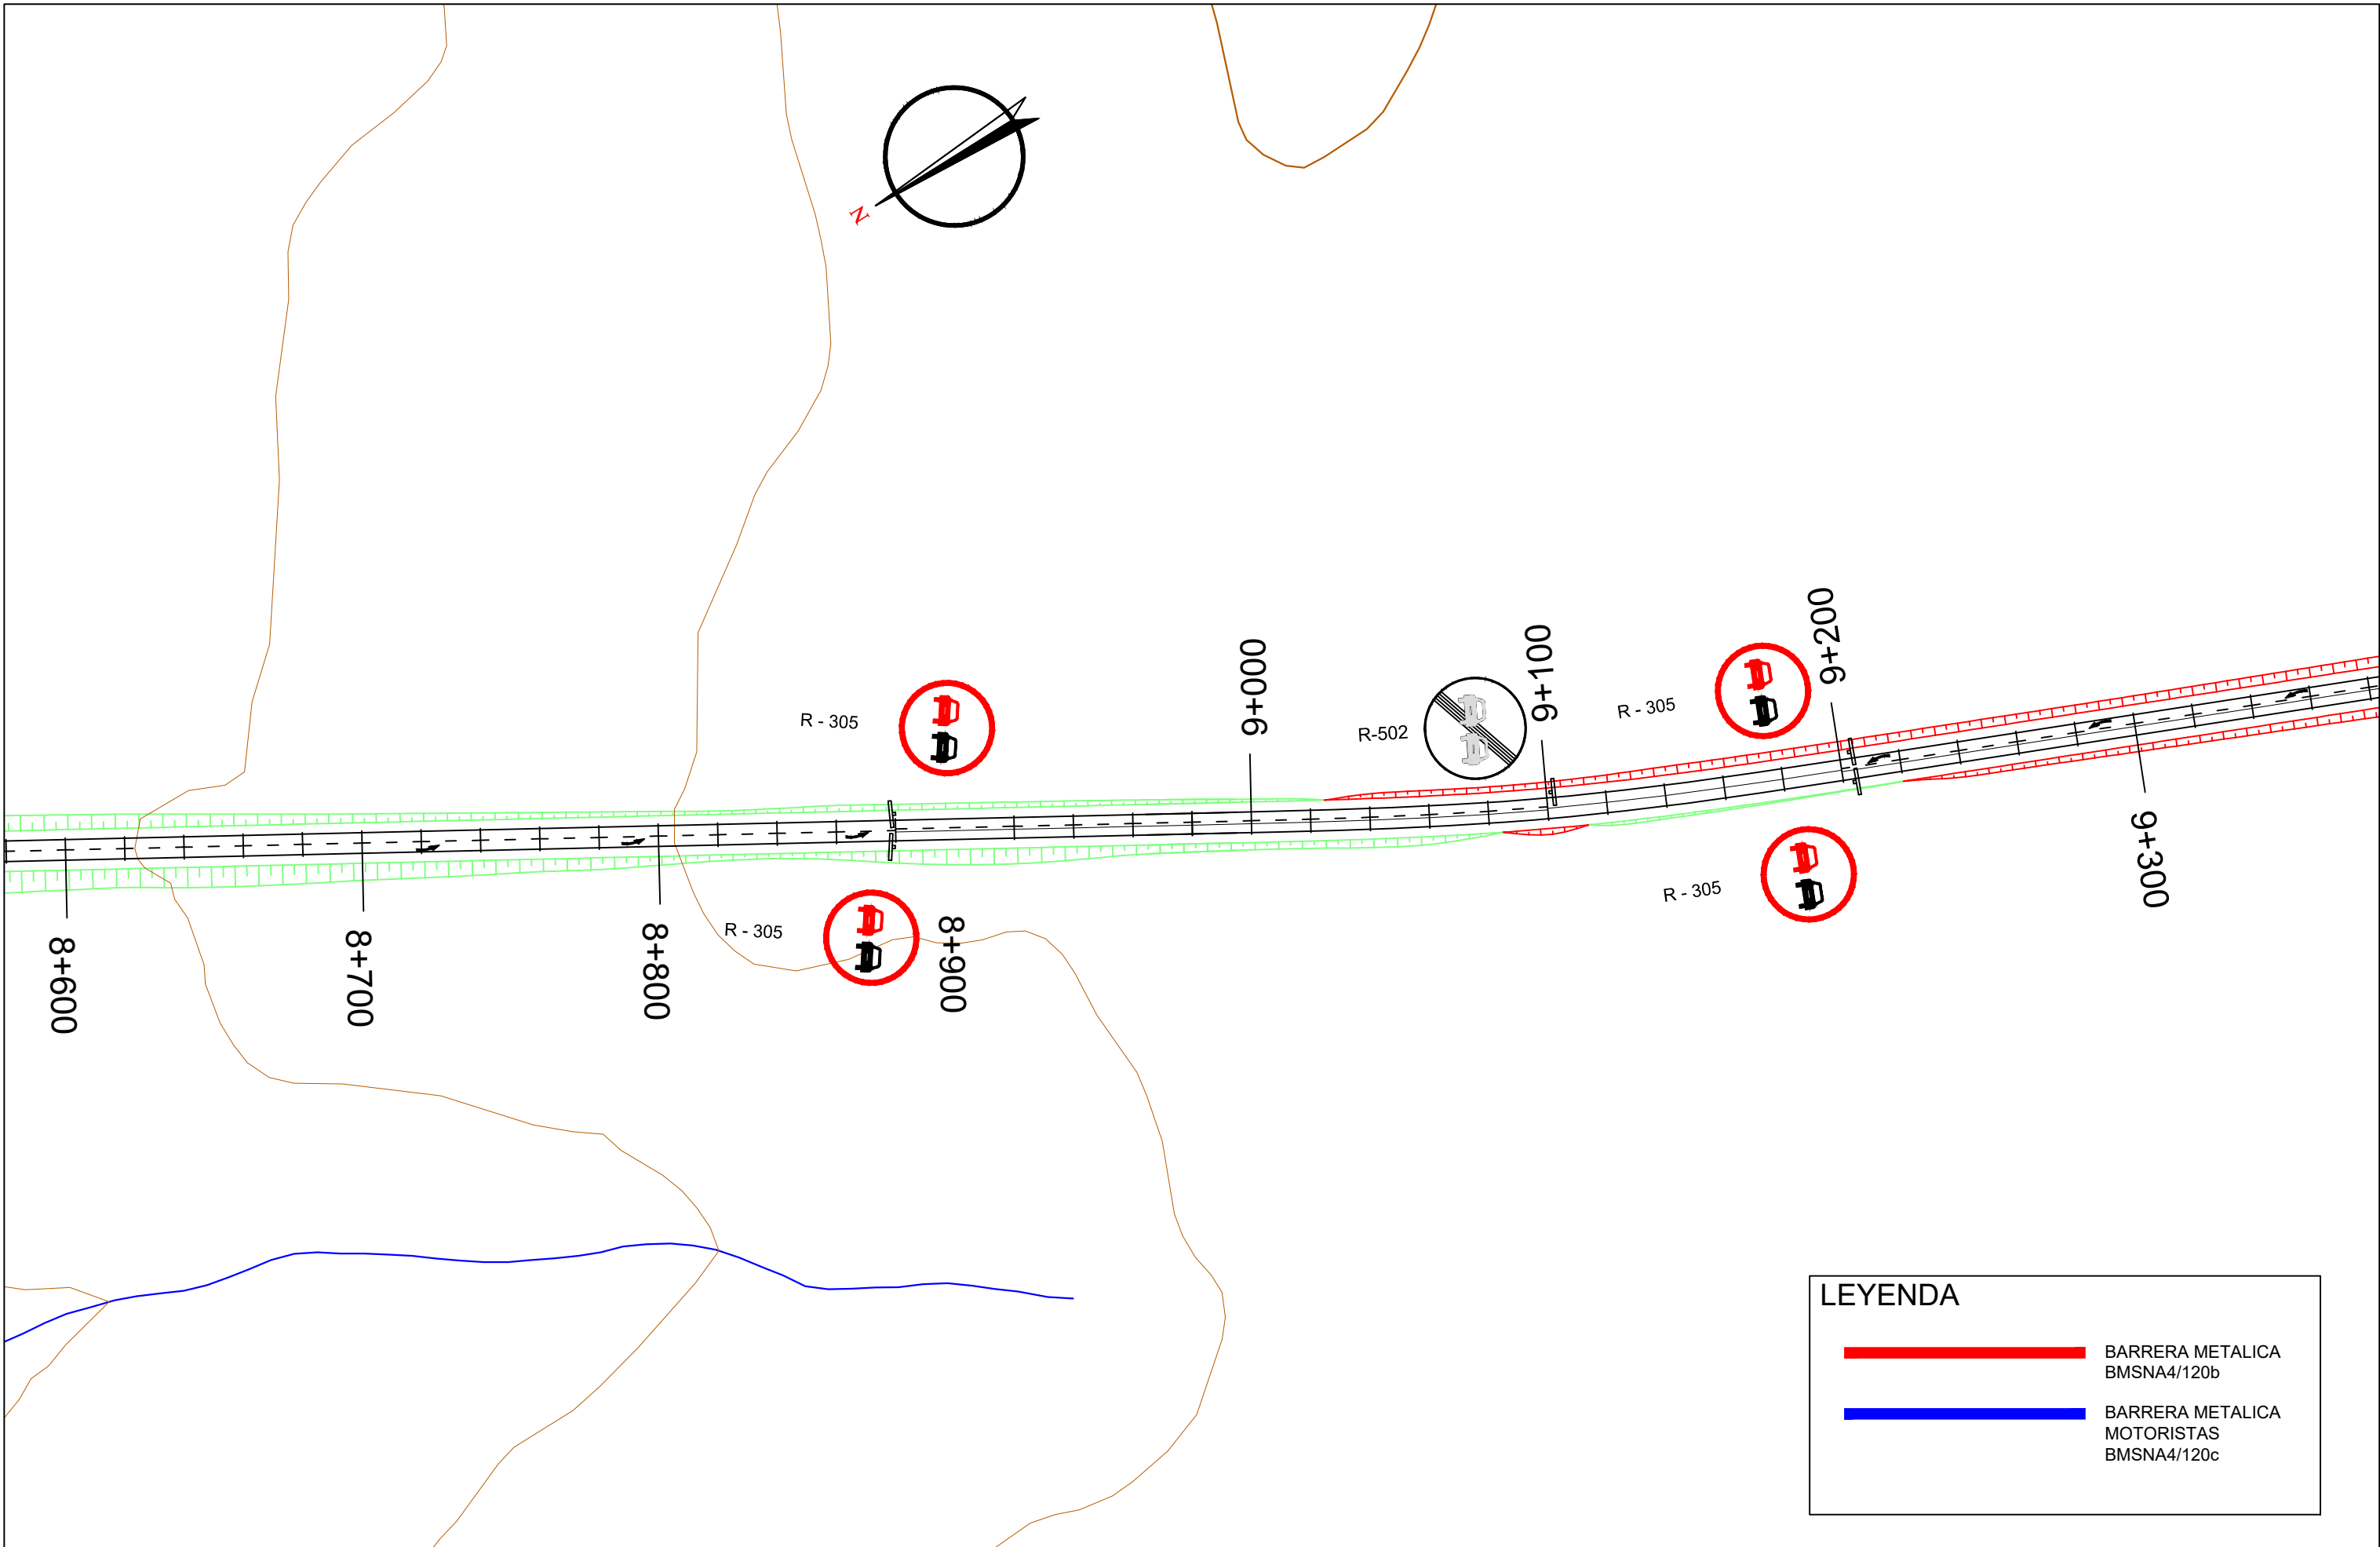 N
9+200
9+100
9+000
R - 305
R - 305
R-502
9+300
R - 305
R - 305
8+900
8+800
8+700
8+600
LEYENDA
BARRERA METALICA
BMSNA4/120b
BARRERA METALICA
MOTORISTAS
BMSNA4/120c